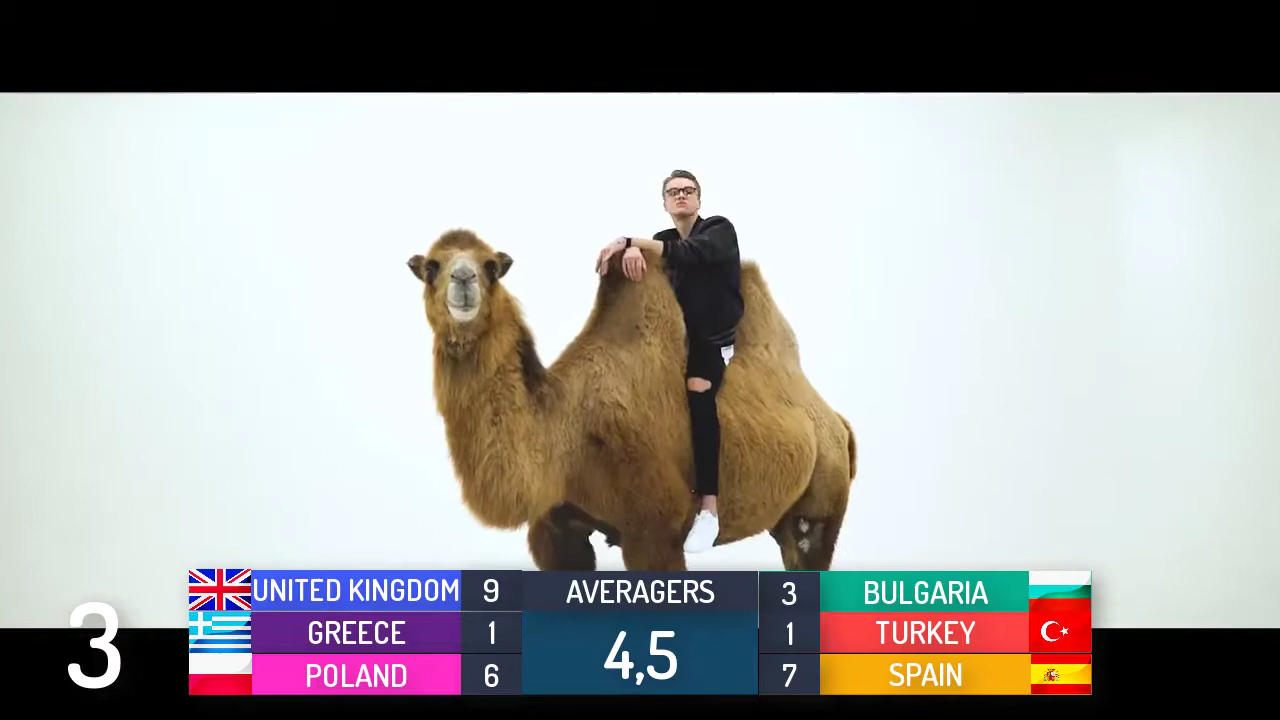 3
UNITED KINGDOM 9 AVERAGERS 3 BULGARIA
GREECE 1 4,5 1 TURKEY
POLAND 6 7 SPAIN